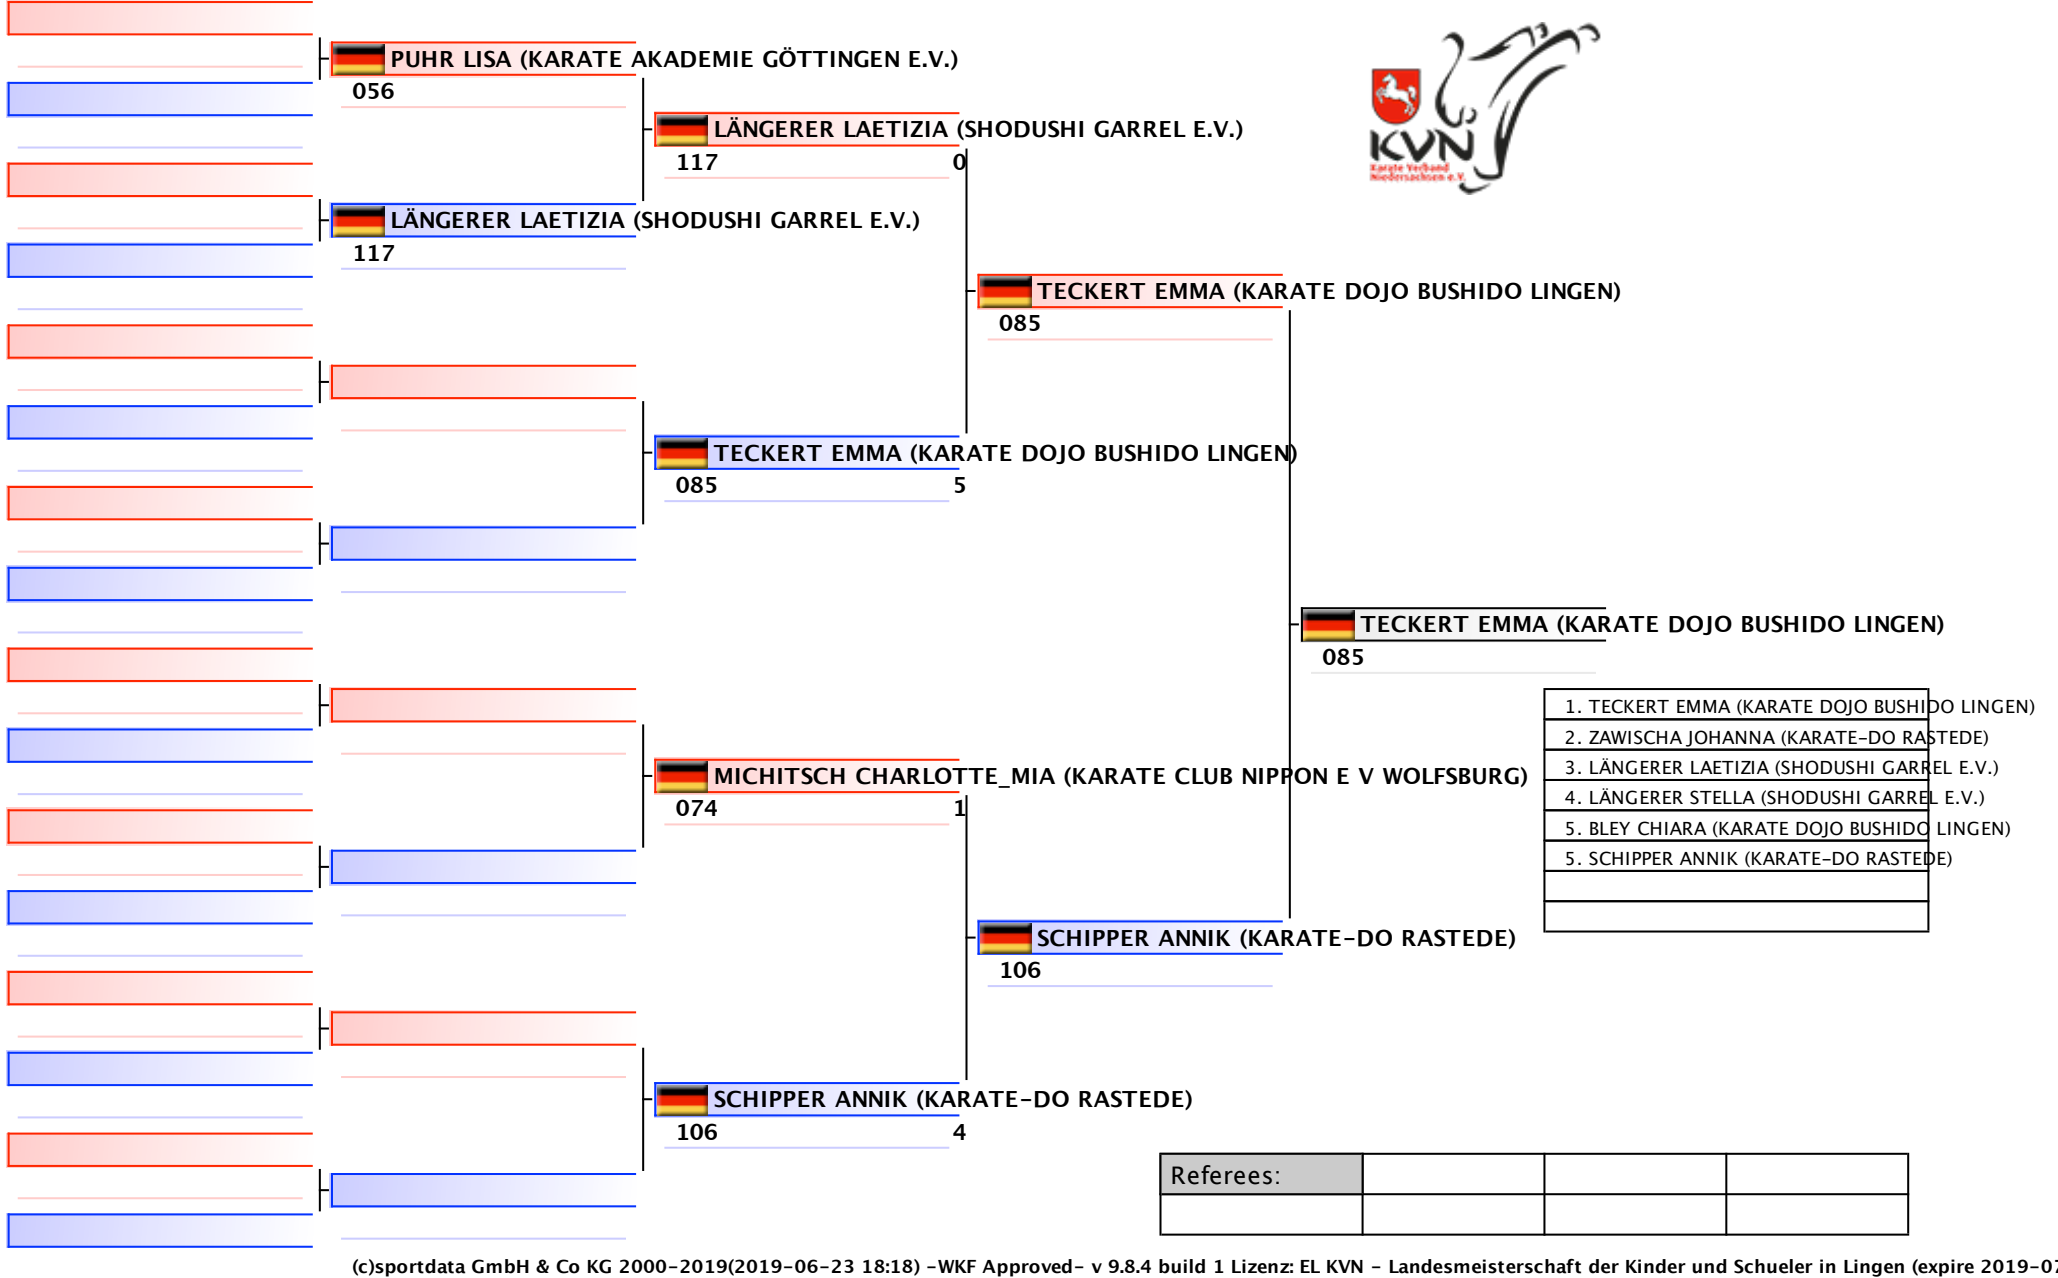 PUHR LISA (KARATE AKADEMIE GÖTTINGEN E.V.)
056
LÄNGERER LAETIZIA (SHODUSHI GARREL E.V.)
117 0
KVN
Karate Verband
Niedersachsen e.V.
LÄNGERER LAETIZIA (SHODUSHI GARREL E.V.)
117
TECKERT EMMA (KARATE DOJO BUSHIDO LINGEN)
085
TECKERT EMMA (KARATE DOJO BUSHIDO LINGEN)
085 5
TECKERT EMMA (KARATE DOJO BUSHIDO LINGEN)
085
1. TECKERT EMMA (KARATE DOJO BUSHIDO LINGEN)
2. ZAWISCHA JOHANNA (KARATE-DO RASTEDE)
3. LÄNGERER LAETIZIA (SHODUSHI GARREL E.V.)
4. LÄNGERER STELLA (SHODUSHI GARREL E.V.)
5. BLEY CHIARA (KARATE DOJO BUSHIDO LINGEN)
5. SCHIPPER ANNIK (KARATE-DO RASTEDE)
MICHITSCH CHARLOTTE_MIA (KARATE CLUB NIPPON E V WOLFSBURG)
074 1
SCHIPPER ANNIK (KARATE-DO RASTEDE)
106
SCHIPPER ANNIK (KARATE-DO RASTEDE)
106 4
Referees:
(c)sportdata GmbH & Co KG 2000-2019(2019-06-23 18:18) -WKF Approved- v 9.8.4 build 1 Lizenz: EL KVN - Landesmeisterschaft der Kinder und Schueler in Lingen (expire 2019-07